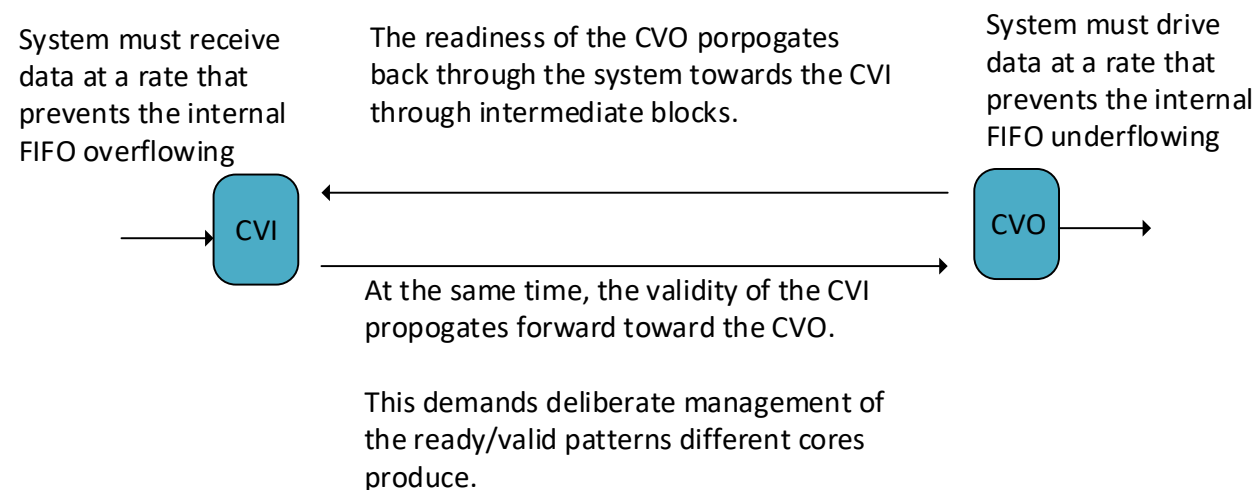 System must receive
data at a rate that
prevents the internal
FIFO overflowing
The readiness of the CVO porpogates
back through the system towards the CVI
through intermediate blocks.
System must drive
data at a rate that
prevents the internal
FIFO underflowing
CVI
CVO
At the same time, the validity of the CVI
propogates forward toward the CVO.
This demands deliberate management of
the ready/valid patterns different cores
produce.